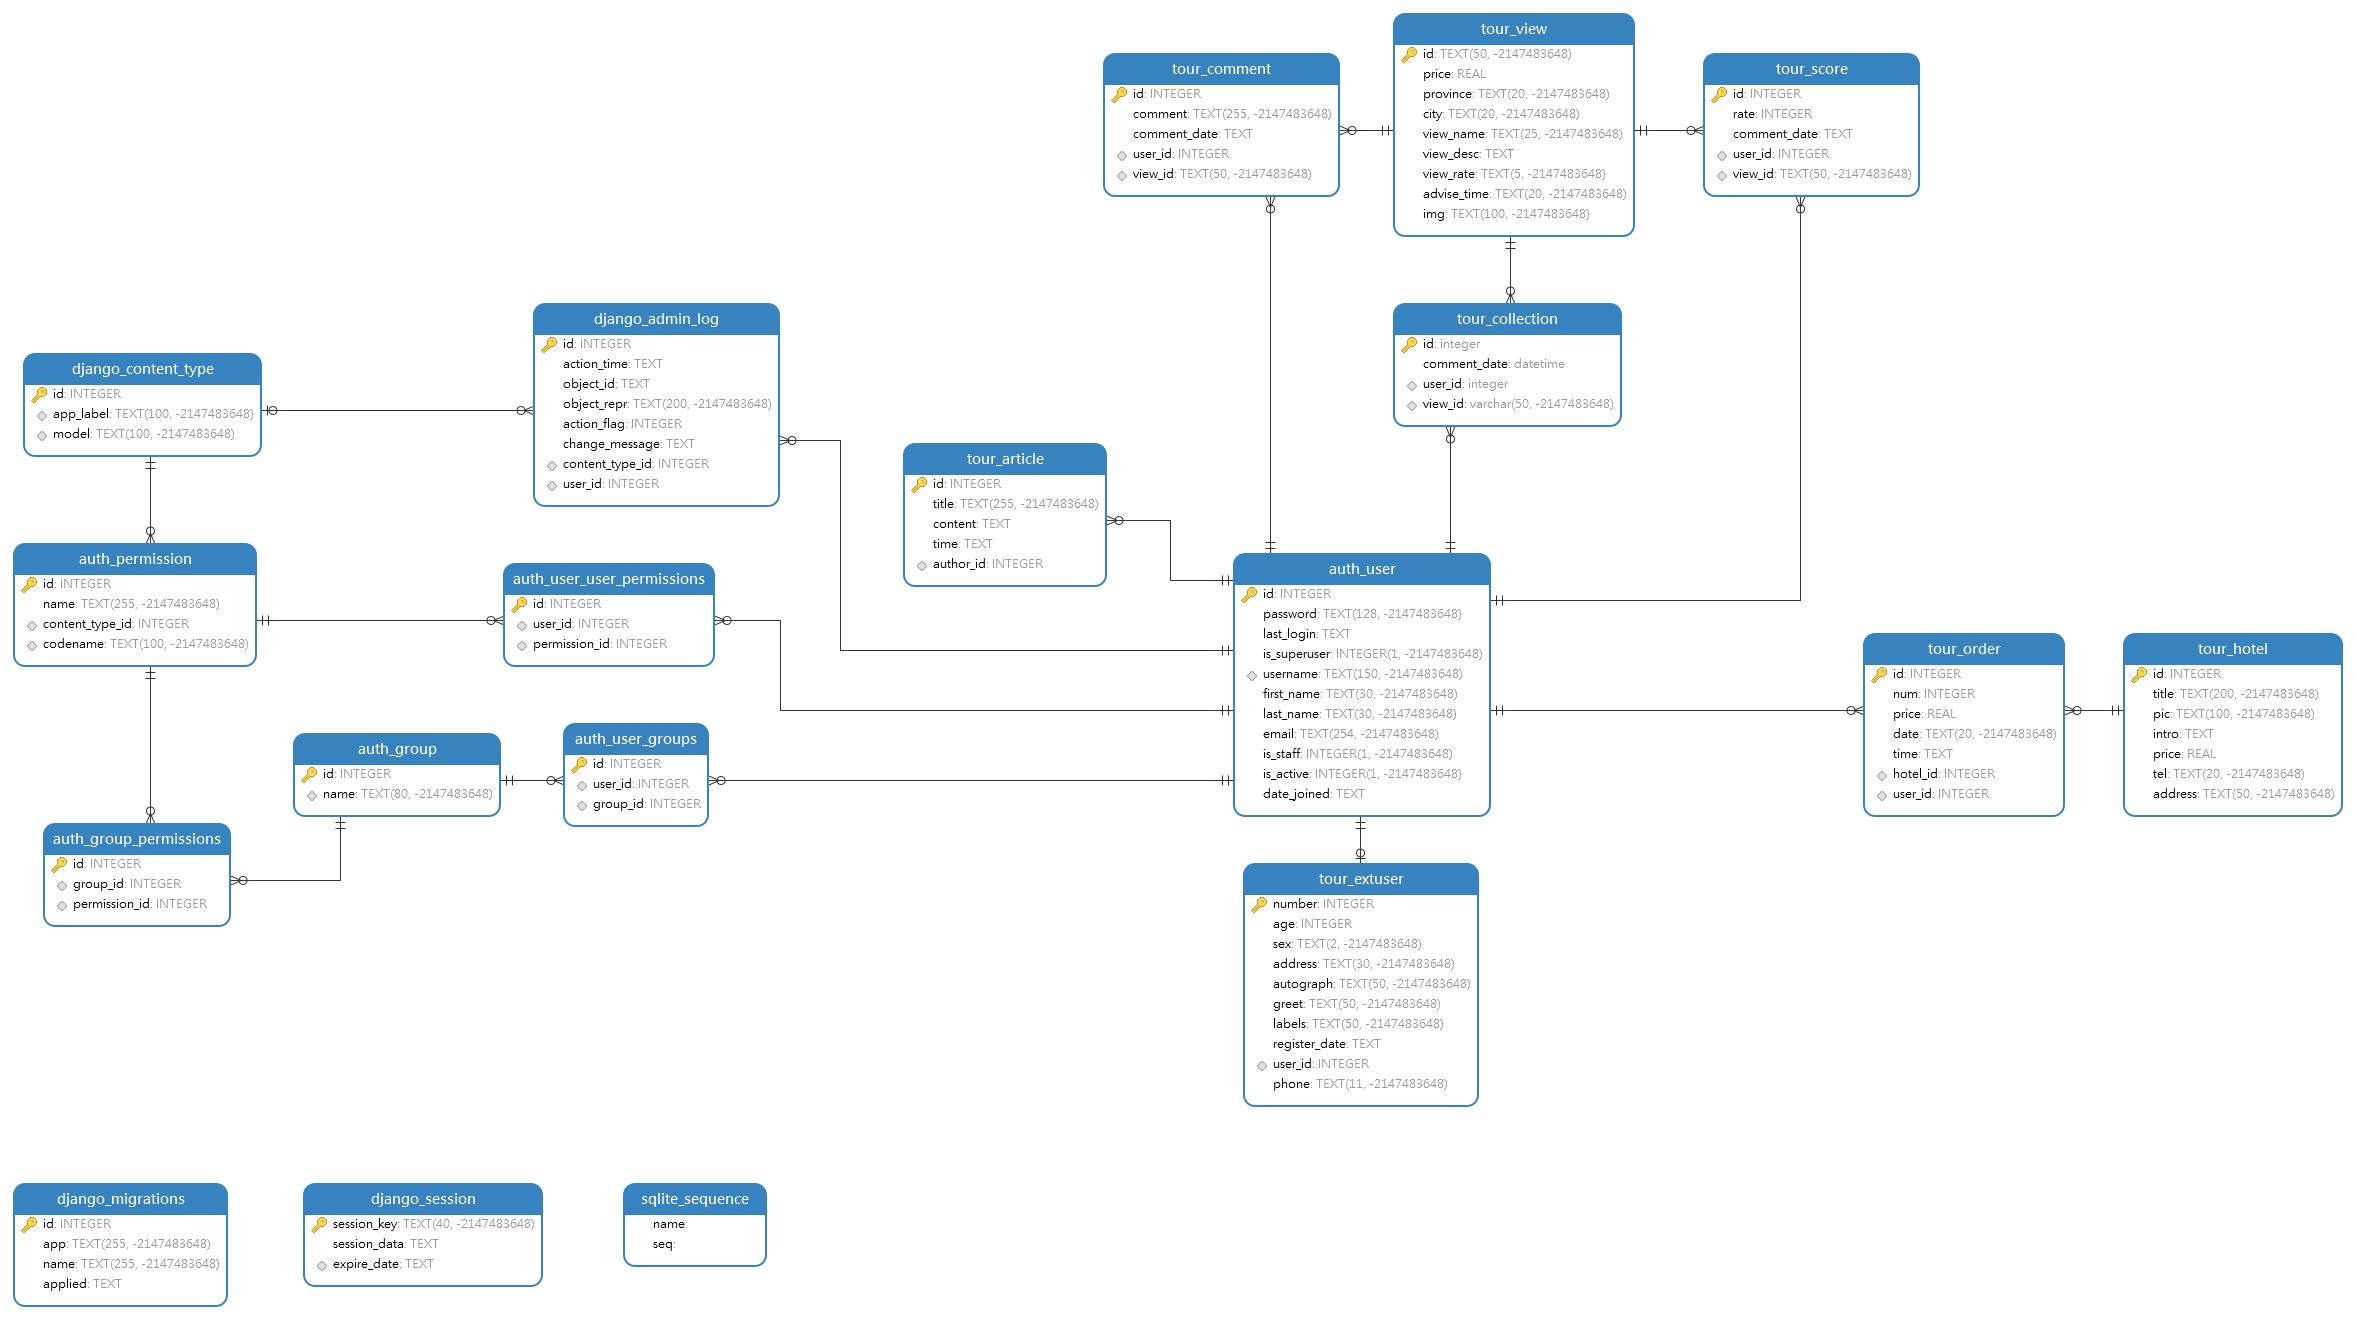 tour_view
id: TEXT(50, -2147483648)
price: REAL
province: TEXT(20, -2147483648)
city: TEXT(20, -2147483648)
view_name: TEXT(25, -2147483648)
view_desc: TEXT
view_rate: TEXT(5, -2147483648)
advise_time: TEXT(20, -2147483648)
img: TEXT(100, -2147483648)
tour_comment
id: INTEGER
comment: TEXT(255, -2147483648)
comment_date: TEXT
user_id: INTEGER
view_id: TEXT(50, -2147483648)
tour_score
id: INTEGER
rate: INTEGER
comment_date: TEXT
user_id: INTEGER
view_id: TEXT(50, -2147483648)
django_admin_log
id: INTEGER
action_time: TEXT
object_id: TEXT
object_repr: TEXT(200, -2147483648)
action_flag: INTEGER
change_message: TEXT
content_type_id: INTEGER
user_id: INTEGER
tour_collection
id: integer
comment_date: datetime
user_id: integer
view_id: varchar(50, -2147483648)
django_content_type
id: INTEGER
app_label: TEXT(100, -2147483648)
model: TEXT(100, -2147483648)
tour_article
id: INTEGER
title: TEXT(255, -2147483648)
content: TEXT
time: TEXT
author_id: INTEGER
auth_permission
id: INTEGER
name: TEXT(255, -2147483648)
content_type_id: INTEGER
codename: TEXT(100, -2147483648)
auth_user_user_permissions
id: INTEGER
user_id: INTEGER
permission_id: INTEGER
auth_user
id: INTEGER
password: TEXT(128, -2147483648)
last_login: TEXT
is_superuser: INTEGER(1, -2147483648)
username: TEXT(150, -2147483648)
first_name: TEXT(30, -2147483648)
last_name: TEXT(30, -2147483648)
email: TEXT(254, -2147483648)
is_staff: INTEGER(1, -2147483648)
is_active: INTEGER(1, -2147483648)
date_joined: TEXT
tour_order
id: INTEGER
num: INTEGER
price: REAL
date: TEXT(20, -2147483648)
time: TEXT
hotel_id: INTEGER
user_id: INTEGER
tour_hotel
id: INTEGER
title: TEXT(200, -2147483648)
pic: TEXT(100, -2147483648)
intro: TEXT
price: REAL
tel: TEXT(20, -2147483648)
address: TEXT(50, -2147483648)
auth_group
id: INTEGER
name: TEXT(80, -2147483648)
auth_user_groups
id: INTEGER
user_id: INTEGER
group_id: INTEGER
auth_group_permissions
id: INTEGER
group_id: INTEGER
permission_id: INTEGER
tour_extuser
number: INTEGER
age: INTEGER
sex: TEXT(2, -2147483648)
address: TEXT(30, -2147483648)
autograph: TEXT(50, -2147483648)
greet: TEXT(50, -2147483648)
labels: TEXT(50, -2147483648)
register_date: TEXT
user_id: INTEGER
phone: TEXT(11, -2147483648)
django_migrations
id: INTEGER
app: TEXT(255, -2147483648)
name: TEXT(255, -2147483648)
applied: TEXT
django_session
session_key: TEXT(40, -2147483648)
session_data: TEXT
expire_date: TEXT
sqlite_sequence
name:
seq: